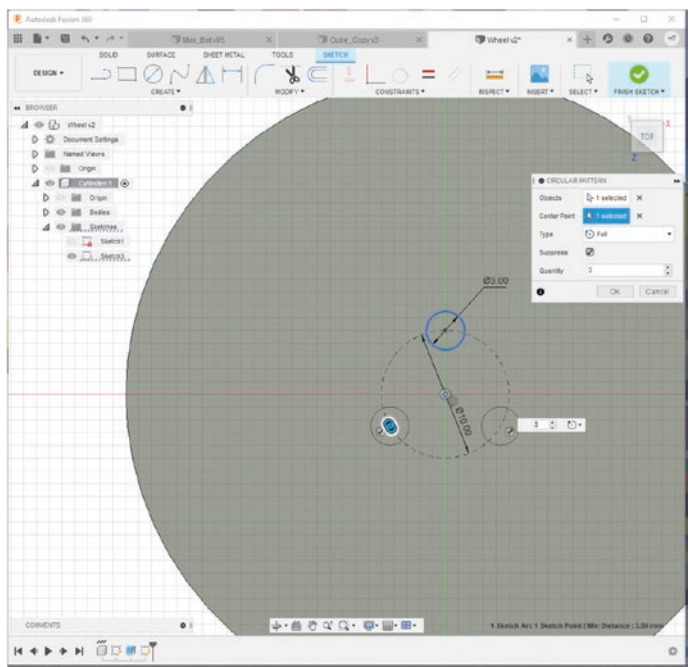 Autodesk Fusion 360
Mini_Bot v85
Cube_Copy v3
Wheel v2*
SOLID SURFACE SHEET METAL TOOLS SKETCH
DESIGN
CREATE MODIFY CONSTRAINTS INSPECT INSERT SELECT FINISH SKETCH
BROWSER
Wheel v2
Document Settings
Named Views
Origin
Cylinder:1
Origin
Bodies
Sketches
Sketch1
Sketch3
TOP
X
Z
CIRCULAR PATTERN
Objects 1 selected
Center Point 1 selected
Type Full
Suppress
Quantity 3
OK Cancel
Ø3.00
Ø10.00
3
COMMENTS
1 Sketch Arc 1 Sketch Point | Min Distance : 3.50 mm